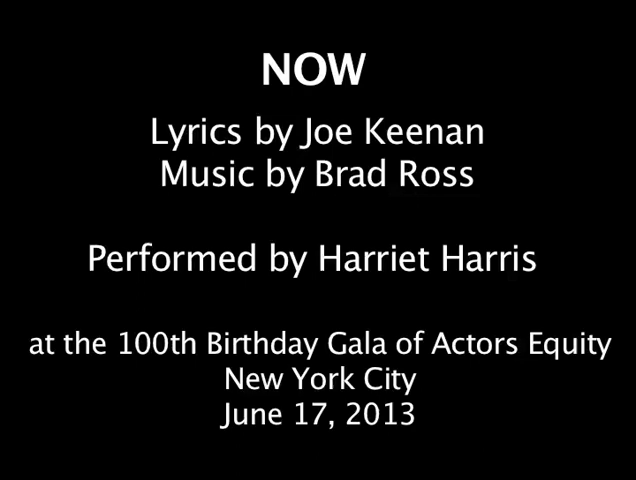 NOW
Lyrics by Joe Keenan
Music by Brad Ross
Performed by Harriet Harris
at the 100th Birthday Gala of Actors Equity
New York City
June 17, 2013